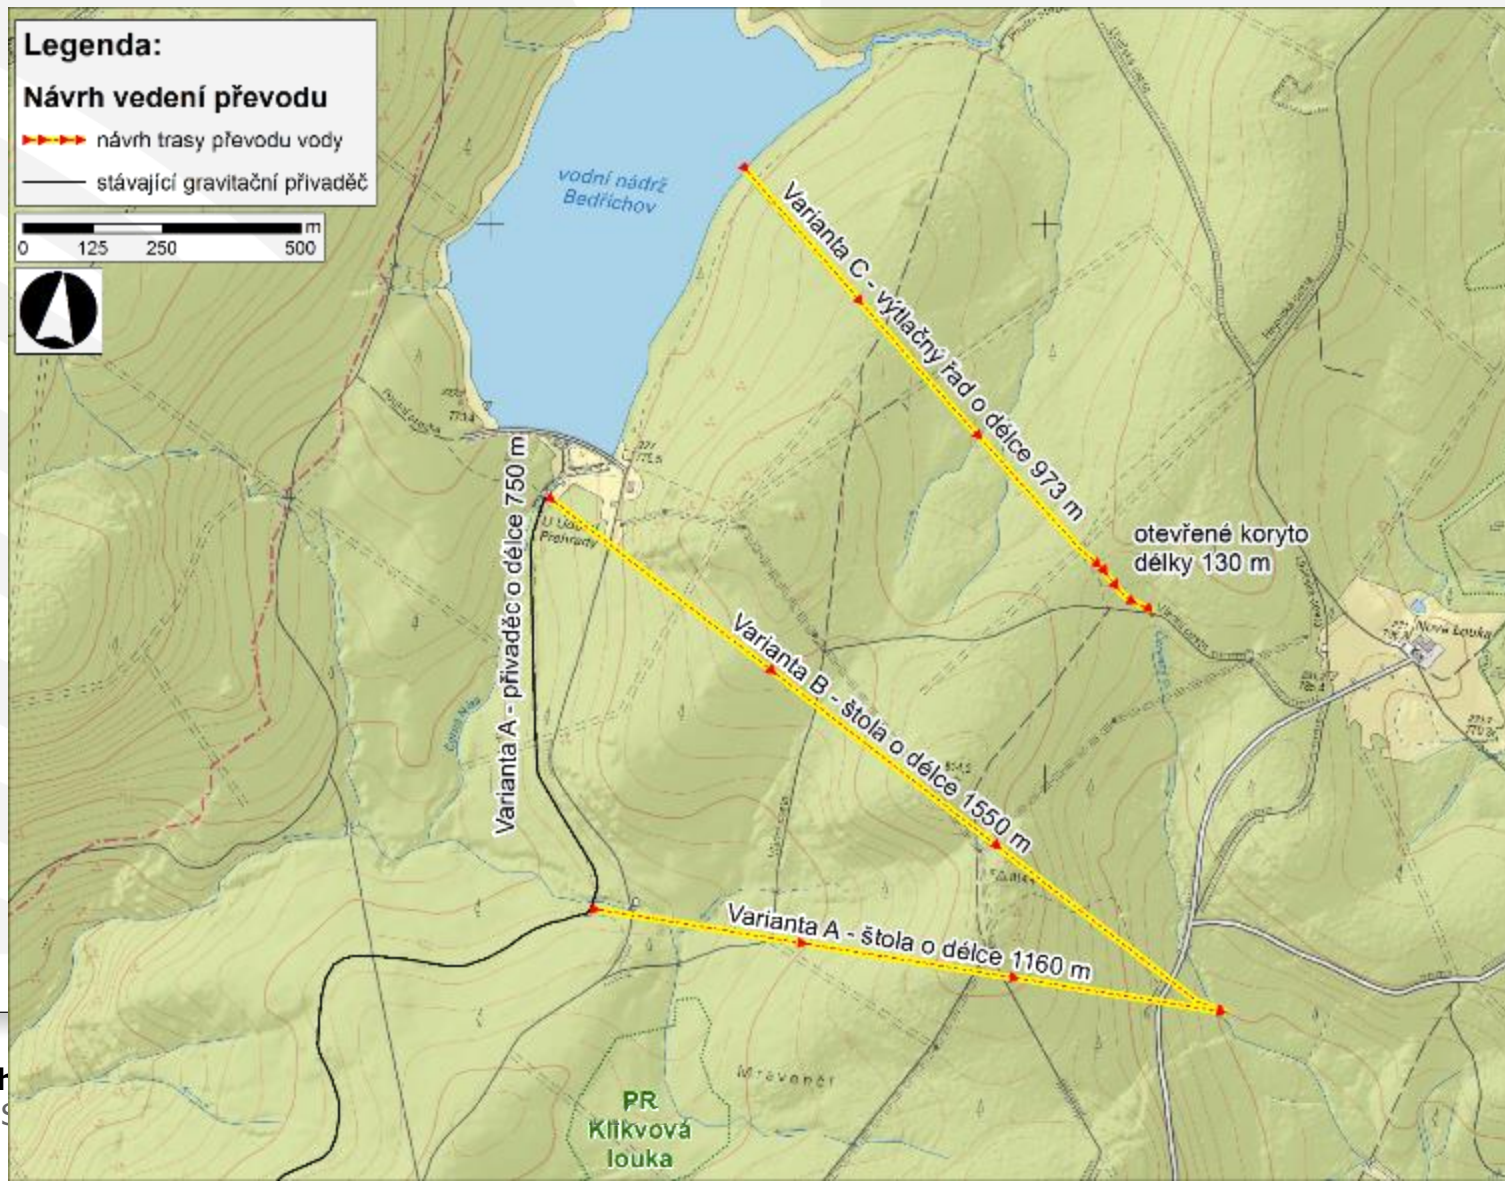 Legenda:
Návrh vedení převodu
návrh trasy převodu vody
stávající gravitační přivaděč
m
0 125 250 500
vodní nádrž
Bedřichov
Varianta C - výtlačný řad o délce 973 m
otevřené koryto
délky 130 m
Varianta A - přivaděc o délce 750 m
Varianta B - štola o délce 1550 m
Nová Louka
Varianta A - štola o délce 1160 m
Mravenčí
PR
Klikvová
louka